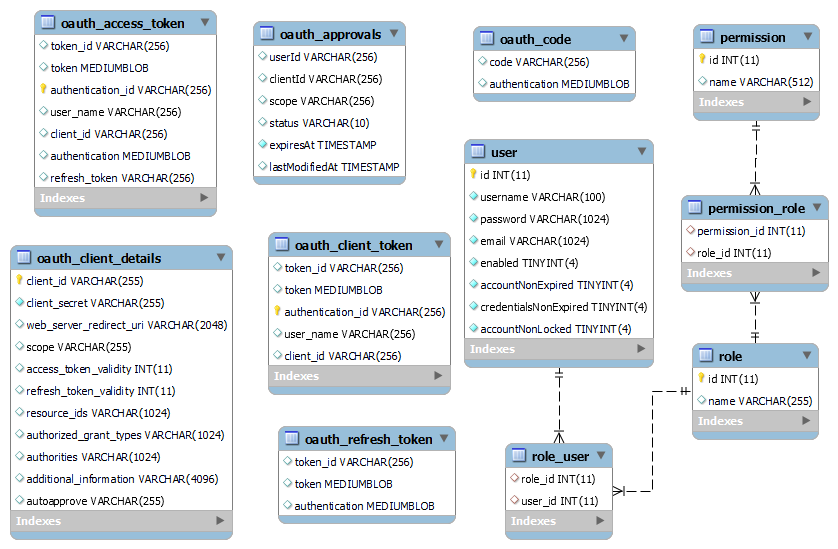 oauth_access_token
token_id VARCHAR(256)
token MEDIUMBLOB
authentication_id VARCHAR(256)
user_name VARCHAR(256)
client_id VARCHAR(256)
authentication MEDIUMBLOB
refresh_token VARCHAR(256)
Indexes
oauth_approvals
userId VARCHAR(256)
clientId VARCHAR(256)
scope VARCHAR(256)
status VARCHAR(10)
expiresAt TIMESTAMP
lastModifiedAt TIMESTAMP
oauth_code
code VARCHAR(256)
authentication MEDIUMBLOB
permission
id INT(11)
name VARCHAR(512)
Indexes
user
id INT(11)
username VARCHAR(100)
password VARCHAR(1024)
email VARCHAR(1024)
enabled TINYINT(4)
accountNonExpired TINYINT(4)
credentialsNonExpired TINYINT(4)
accountNonLocked TINYINT(4)
Indexes
permission_role
permission_id INT(11)
role_id INT(11)
Indexes
oauth_client_details
client_id VARCHAR(255)
client_secret VARCHAR(255)
web_server_redirect_uri VARCHAR(2048)
scope VARCHAR(255)
access_token_validity INT(11)
refresh_token_validity INT(11)
resource_ids VARCHAR(1024)
authorized_grant_types VARCHAR(1024)
authorities VARCHAR(1024)
additional_information VARCHAR(4096)
autoapprove VARCHAR(255)
Indexes
oauth_client_token
token_id VARCHAR(256)
token MEDIUMBLOB
authentication_id VARCHAR(256)
user_name VARCHAR(256)
client_id VARCHAR(256)
Indexes
role
id INT(11)
name VARCHAR(255)
Indexes
oauth_refresh_token
token_id VARCHAR(256)
token MEDIUMBLOB
authentication MEDIUMBLOB
role_user
role_id INT(11)
user_id INT(11)
Indexes